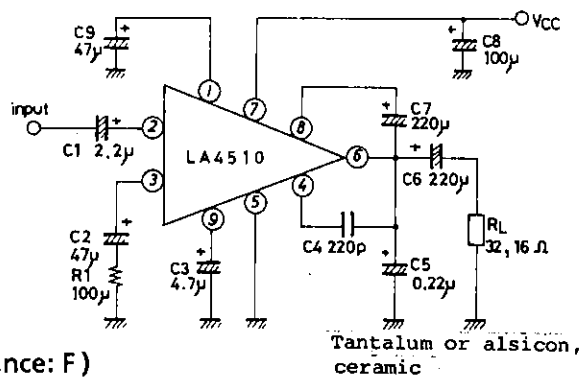 C9
47µ
+
VCC
+
C8
100µ
1
7
8
input
+
C1 2.2µ
2
LA4510
6
+
C7
220µ
+
C6 220µ
3
9
5
4
C4 220p
RL
32, 16 Ω
+
C2
47µ
R1
100µ
+
C3
4.7µ
+
C5
0.22µ
Tantalum or alsicon,
ceramic
nce: F)